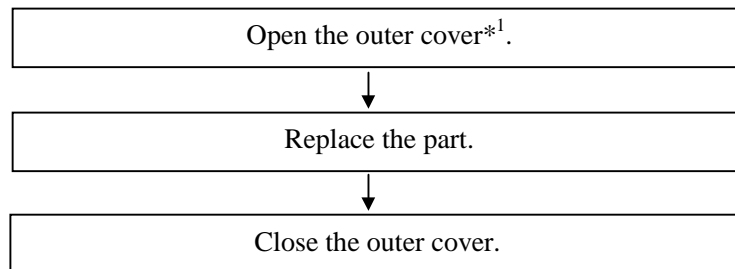 Open the outer cover*1.
Replace the part.
Close the outer cover.